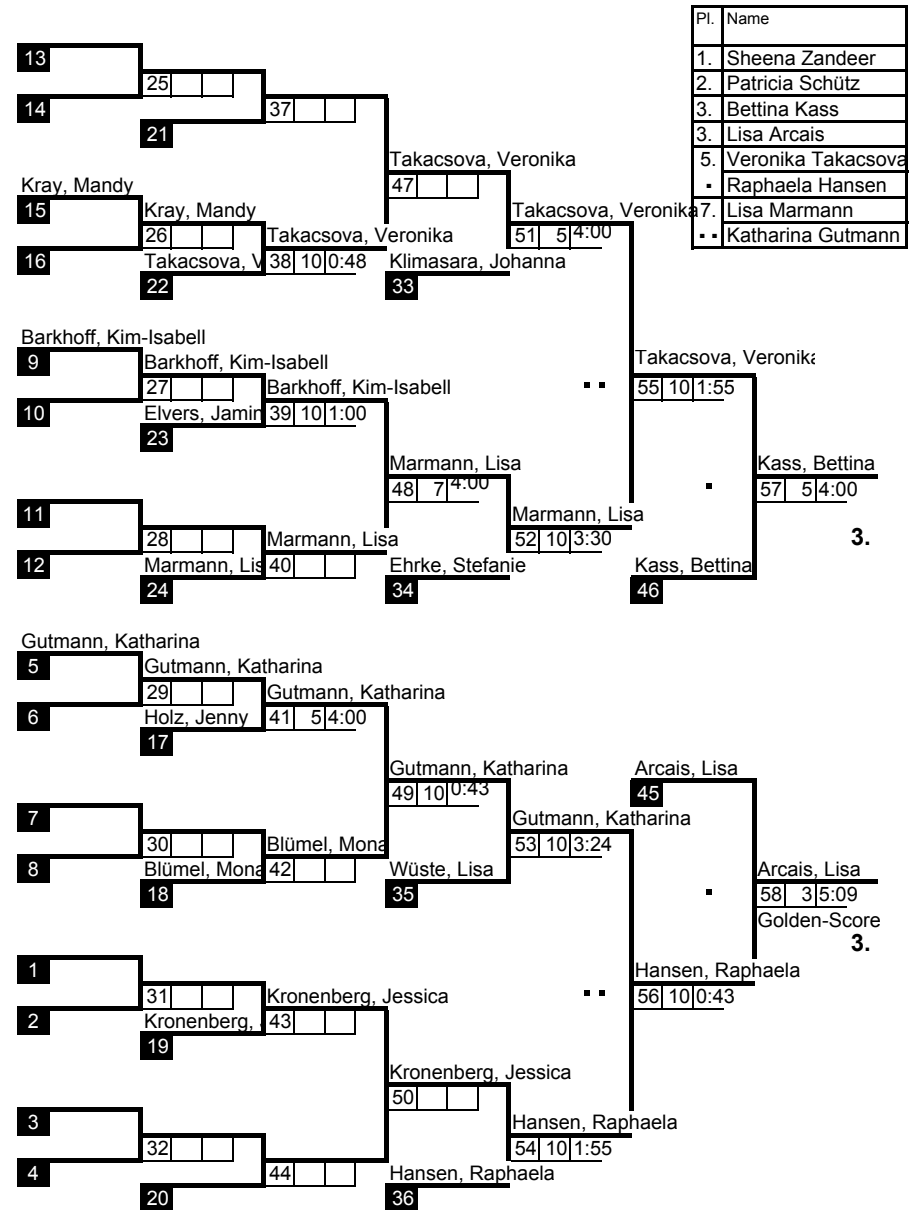 Pl. Name
1. Sheena Zandeer
2. Patricia Schütz
3. Bettina Kass
3. Lisa Arcais
5. Veronika Takacsova
Raphaela Hansen
7. Lisa Marmann
Katharina Gutmann
13
25
14
37
21
Takacsova, Veronika
47
Kray, Mandy
15
Kray, Mandy
Takacsova, Veronika
26
Takacsova, Veronika
51 5 4:00
16
Takacsova, V
38 10 0:48
Klimasara, Johanna
22
33
Barkhoff, Kim-Isabell
9
Barkhoff, Kim-Isabell
Takacsova, Veronika
27
Barkhoff, Kim-Isabell
55 10 1:55
10
Elvers, Jamin
39 10 1:00
23
Marmann, Lisa
Kass, Bettina
48 7 4:00
57 5 4:00
11
Marmann, Lisa
28
Marmann, Lisa
52 10 3:30
3.
12
Marmann, Lis
40
Ehrke, Stefanie
Kass, Bettina
24
34
46
Gutmann, Katharina
5
Gutmann, Katharina
29
Gutmann, Katharina
6
Holz, Jenny
41 5 4:00
17
Gutmann, Katharina
Arcais, Lisa
49 10 0:43
45
7
Gutmann, Katharina
30
Blümel, Mona
53 10 3:24
8
Blümel, Mona
42
Wüste, Lisa
Arcais, Lisa
18
35
58 3 5:09
Golden-Score
3.
1
Hansen, Raphaela
31
Kronenberg, Jessica
56 10 0:43
2
Kronenberg,
43
19
Kronenberg, Jessica
50
3
Hansen, Raphaela
32
54 10 1:55
4
44
Hansen, Raphaela
20
36